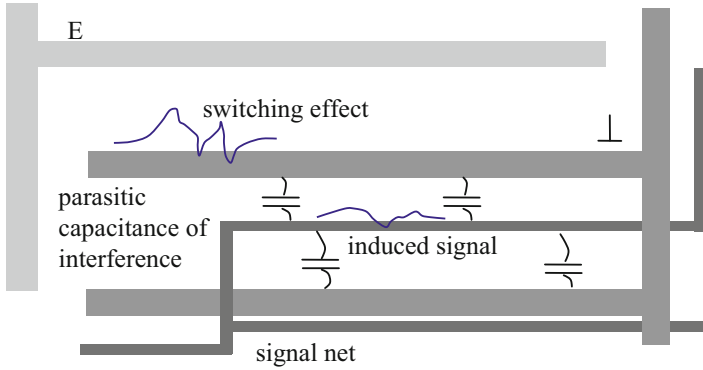 E
switching effect
⊥
parasitic
capacitance of
interference
induced signal
signal net